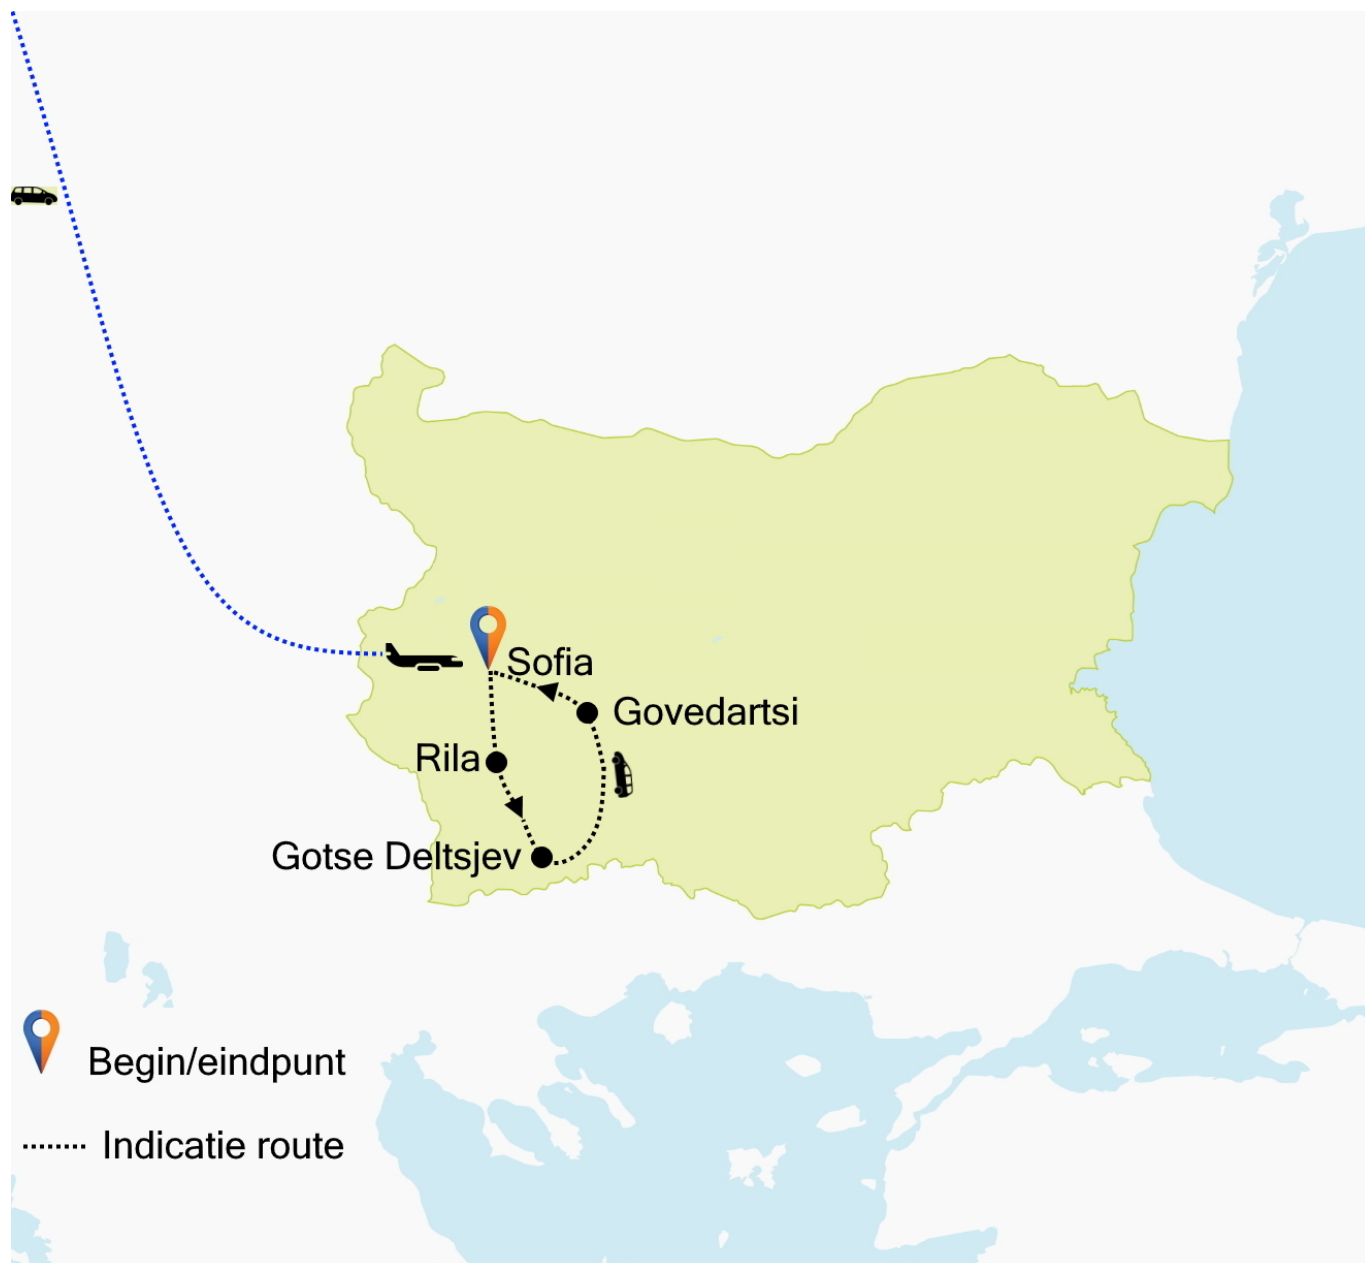 Sofia
Govedartsi
Rila
Gotse Deltsjev
Begin/eindpunt
Indicatie route